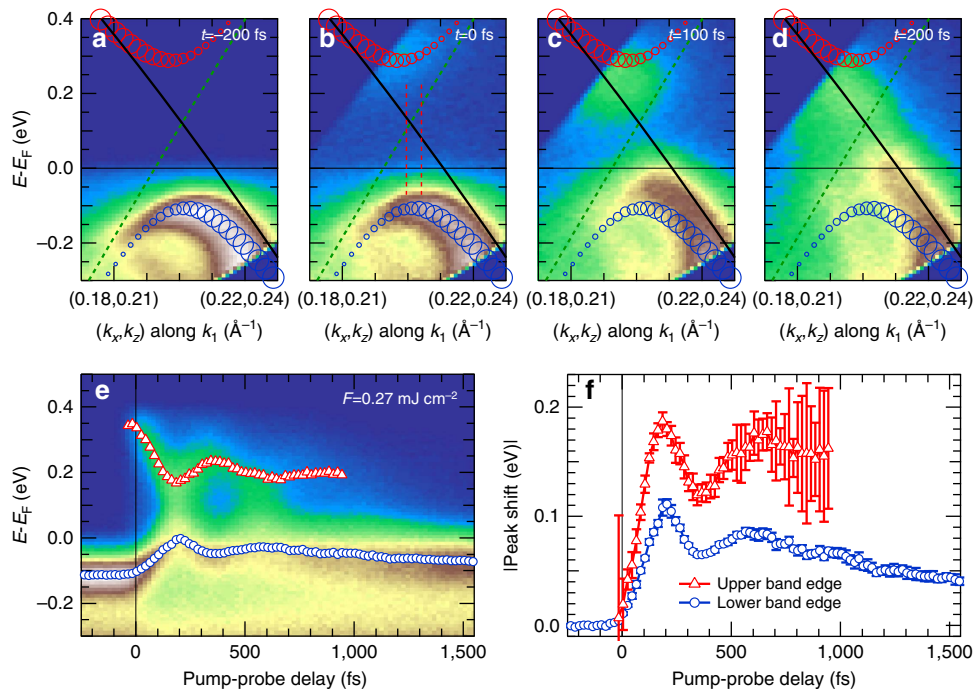 a
t=−200 fs
b
t=0 fs
c
t=100 fs
d
t=200 fs
0.4
0.2
0.0
−0.2
E-E_F (eV)
(0.18,0.21)
(0.22,0.24)
(0.18,0.21)
(0.22,0.24)
(0.18,0.21)
(0.22,0.24)
(0.18,0.21)
(0.22,0.24)
(kₓ,k_z) along k₁ (Å⁻¹)
(kₓ,k_z) along k₁ (Å⁻¹)
(kₓ,k_z) along k₁ (Å⁻¹)
(kₓ,k_z) along k₁ (Å⁻¹)
e
F=0.27 mJ cm⁻²
0.4
0.2
0.0
−0.2
E-E_F (eV)
0
500
1,000
1,500
Pump-probe delay (fs)
f
0.2
0.1
0.0
|Peak shift (eV)|
Upper band edge
Lower band edge
0
500
1,000
1,500
Pump-probe delay (fs)